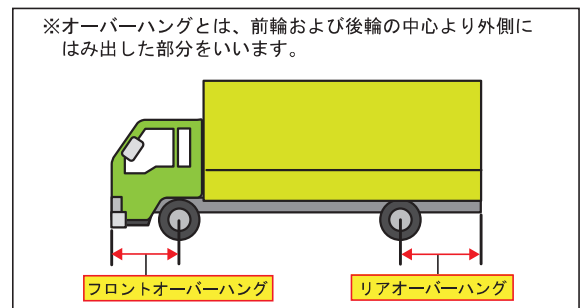 ※オーバーハングとは、前輪および後輪の中心より外側に
はみ出した部分をいいます。
フロントオーバーハング
リアオーバーハング